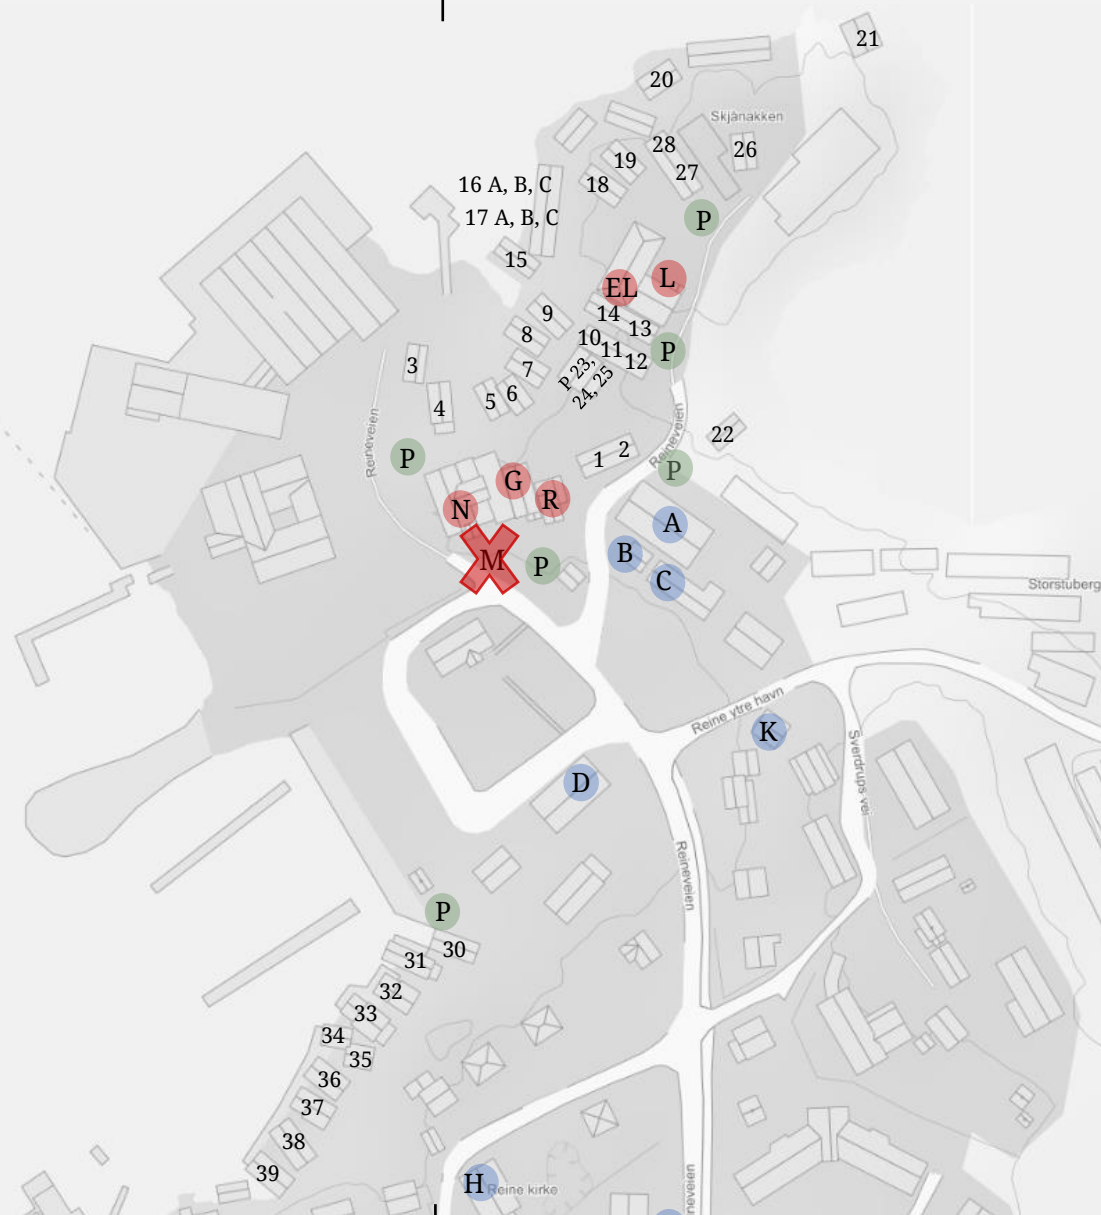 21
20
Skjånakken
28
26
19
27
16 A, B, C
18
17 A, B, C
P
15
L
EL
14
9
13
8
10
11
P
12
3
7
P 23,
24, 25
6
5
4
Reineveien
Reineveien
22
2
1
P
P
G
R
N
A
B
M
P
C
Storstuberg
Reine ytre havn
K
Sverdrups vei
D
Reineveien
P
30
31
32
33
34
35
36
37
38
39
H
Reine kirke